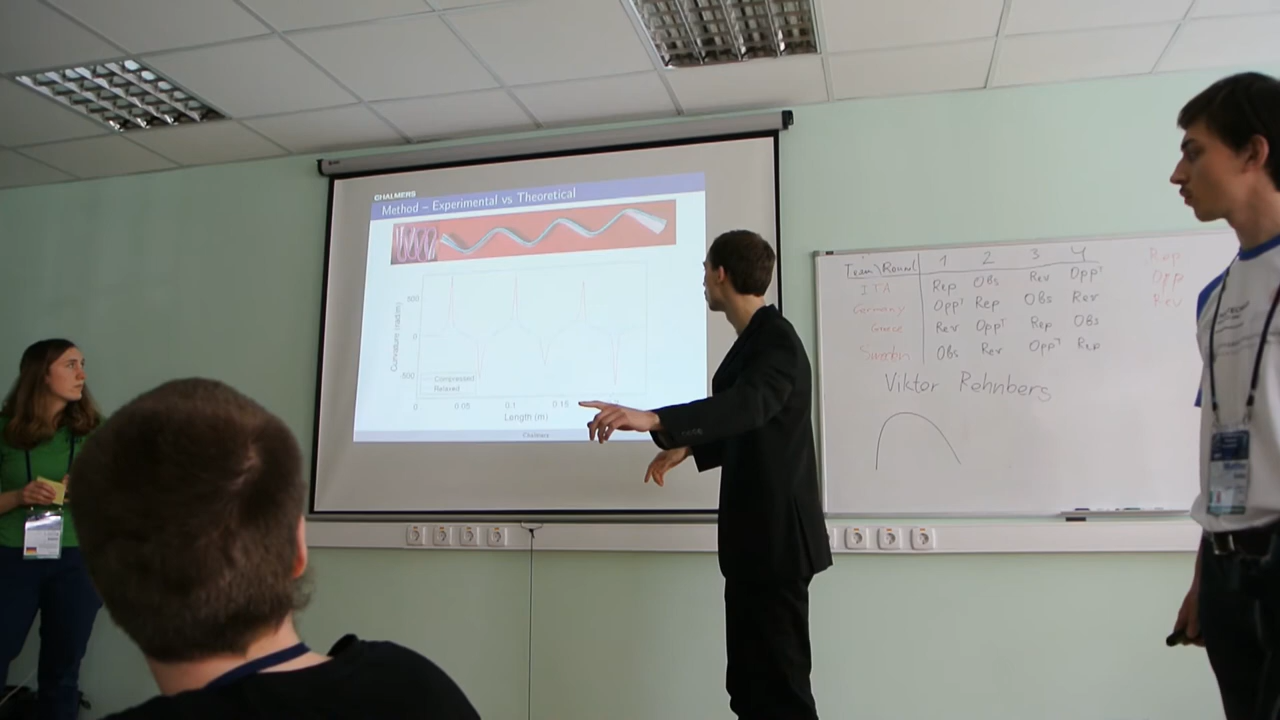 CHALMERS
Method – Experimental vs Theoretical
Curvature (rad/m)
800
0
-800
Compressed
Relaxed
0 0.05 0.1 0.15
Length (m)
Chalmers
Team\Round 1 2 3 4
ITA Rep Obs Rev Opp
Germany Opp Rep Obs Rev
Greece Rev Opp Rep Obs
Sweden Obs Rev Opp Rep
Rep
Opp
Rev
Viktor Rehnbers